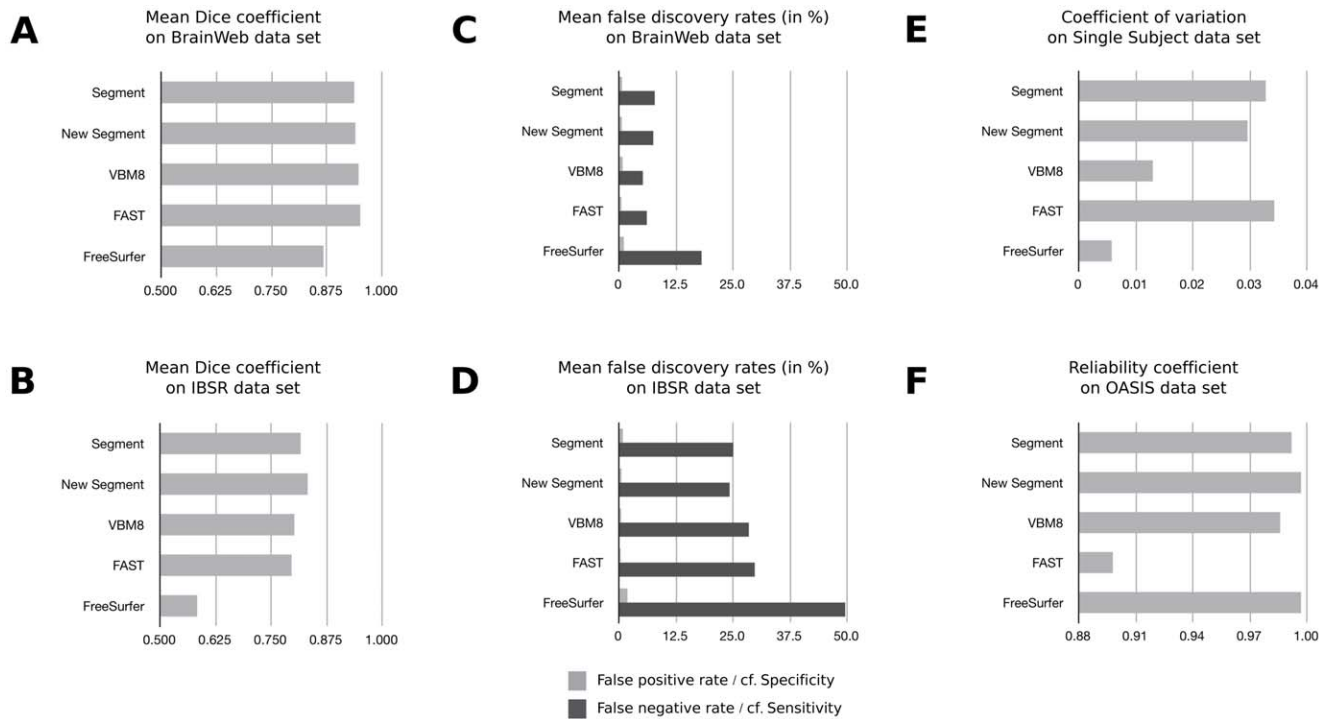 A
Mean Dice coefficient
on BrainWeb data set
Segment
New Segment
VBM8
FAST
FreeSurfer
0.500 0.625 0.750 0.875 1.000
C
Mean false discovery rates (in %)
on BrainWeb data set
Segment
New Segment
VBM8
FAST
FreeSurfer
0 12.5 25.0 37.5 50.0
E
Coefficient of variation
on Single Subject data set
Segment
New Segment
VBM8
FAST
FreeSurfer
0 0.01 0.02 0.03 0.04
B
Mean Dice coefficient
on IBSR data set
Segment
New Segment
VBM8
FAST
FreeSurfer
0.500 0.625 0.750 0.875 1.000
D
Mean false discovery rates (in %)
on IBSR data set
Segment
New Segment
VBM8
FAST
FreeSurfer
0 12.5 25.0 37.5 50.0
False positive rate / cf. Specificity
False negative rate / cf. Sensitivity
F
Reliability coefficient
on OASIS data set
Segment
New Segment
VBM8
FAST
FreeSurfer
0.88 0.91 0.94 0.97 1.00